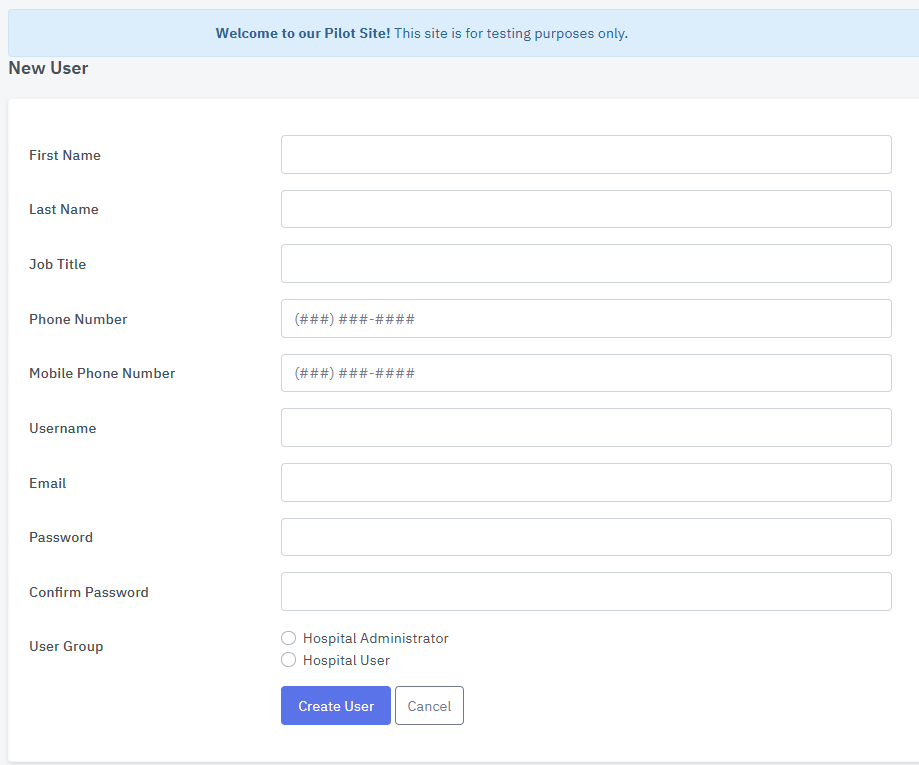 Welcome to our Pilot Site! This site is for testing purposes only.
New User
First Name
Last Name
Job Title
Phone Number (###) ###-####
Mobile Phone Number (###) ###-####
Username
Email
Password
Confirm Password
User Group Hospital Administrator
Hospital User
Create User Cancel